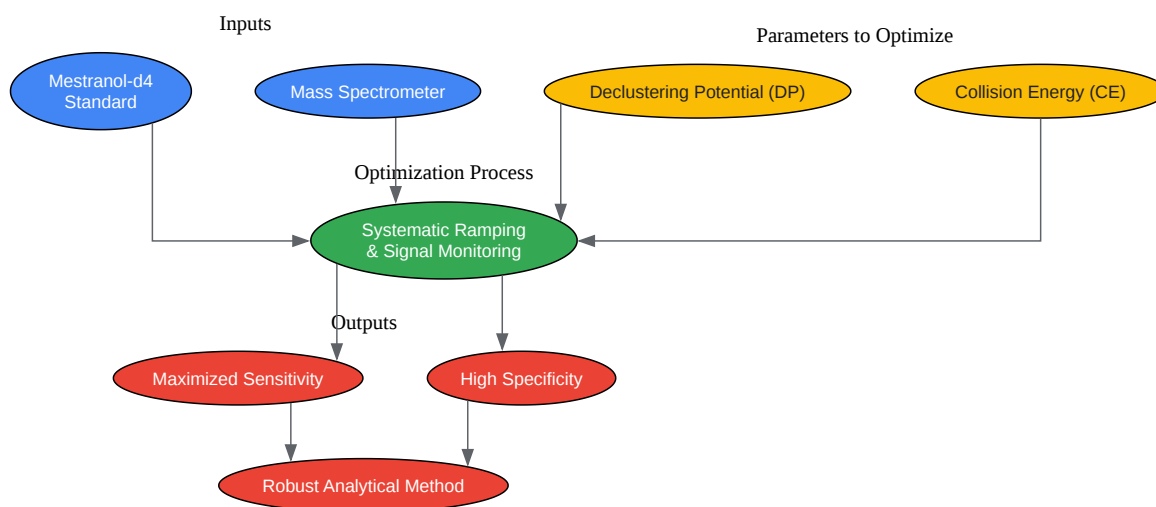 Inputs
Parameters to Optimize
Mestranol-d4
Standard
Mass Spectrometer
Declustering Potential (DP)
Collision Energy (CE)
Optimization Process
Systematic Ramping
& Signal Monitoring
Outputs
Maximized Sensitivity
High Specificity
Robust Analytical Method